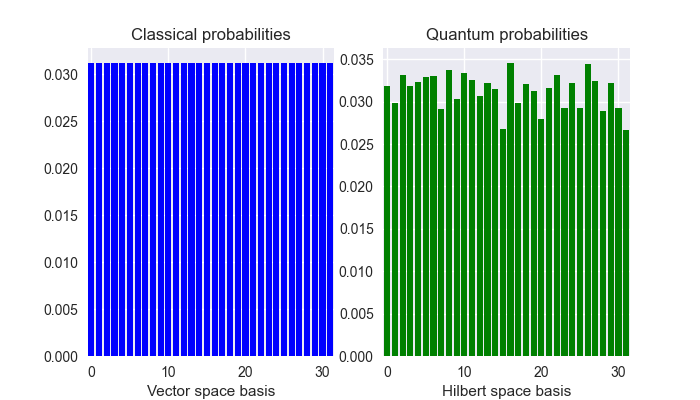 Classical probabilities
0.030
0.025
0.020
0.015
0.010
0.005
0.000
0 10 20 30
Vector space basis
Quantum probabilities
0.035
0.030
0.025
0.020
0.015
0.010
0.005
0.000
0 10 20 30
Hilbert space basis